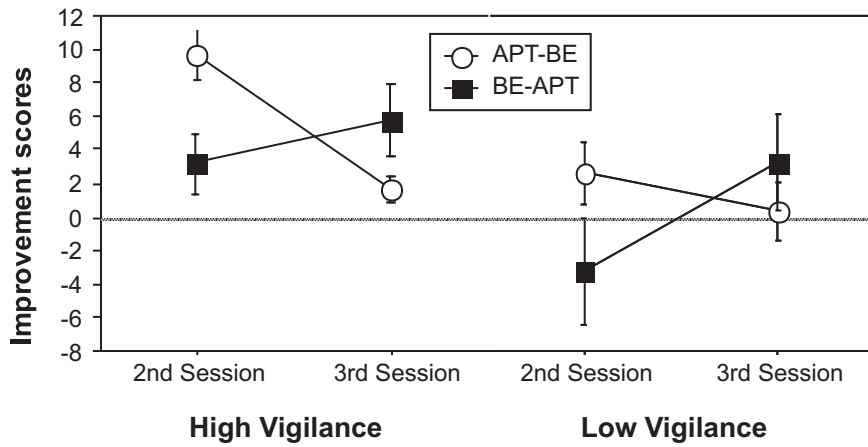 12
10
8
6
4
2
0
-2
-4
-6
-8
Improvement scores
APT-BE
BE-APT
2nd Session 3rd Session 2nd Session 3rd Session
High Vigilance Low Vigilance